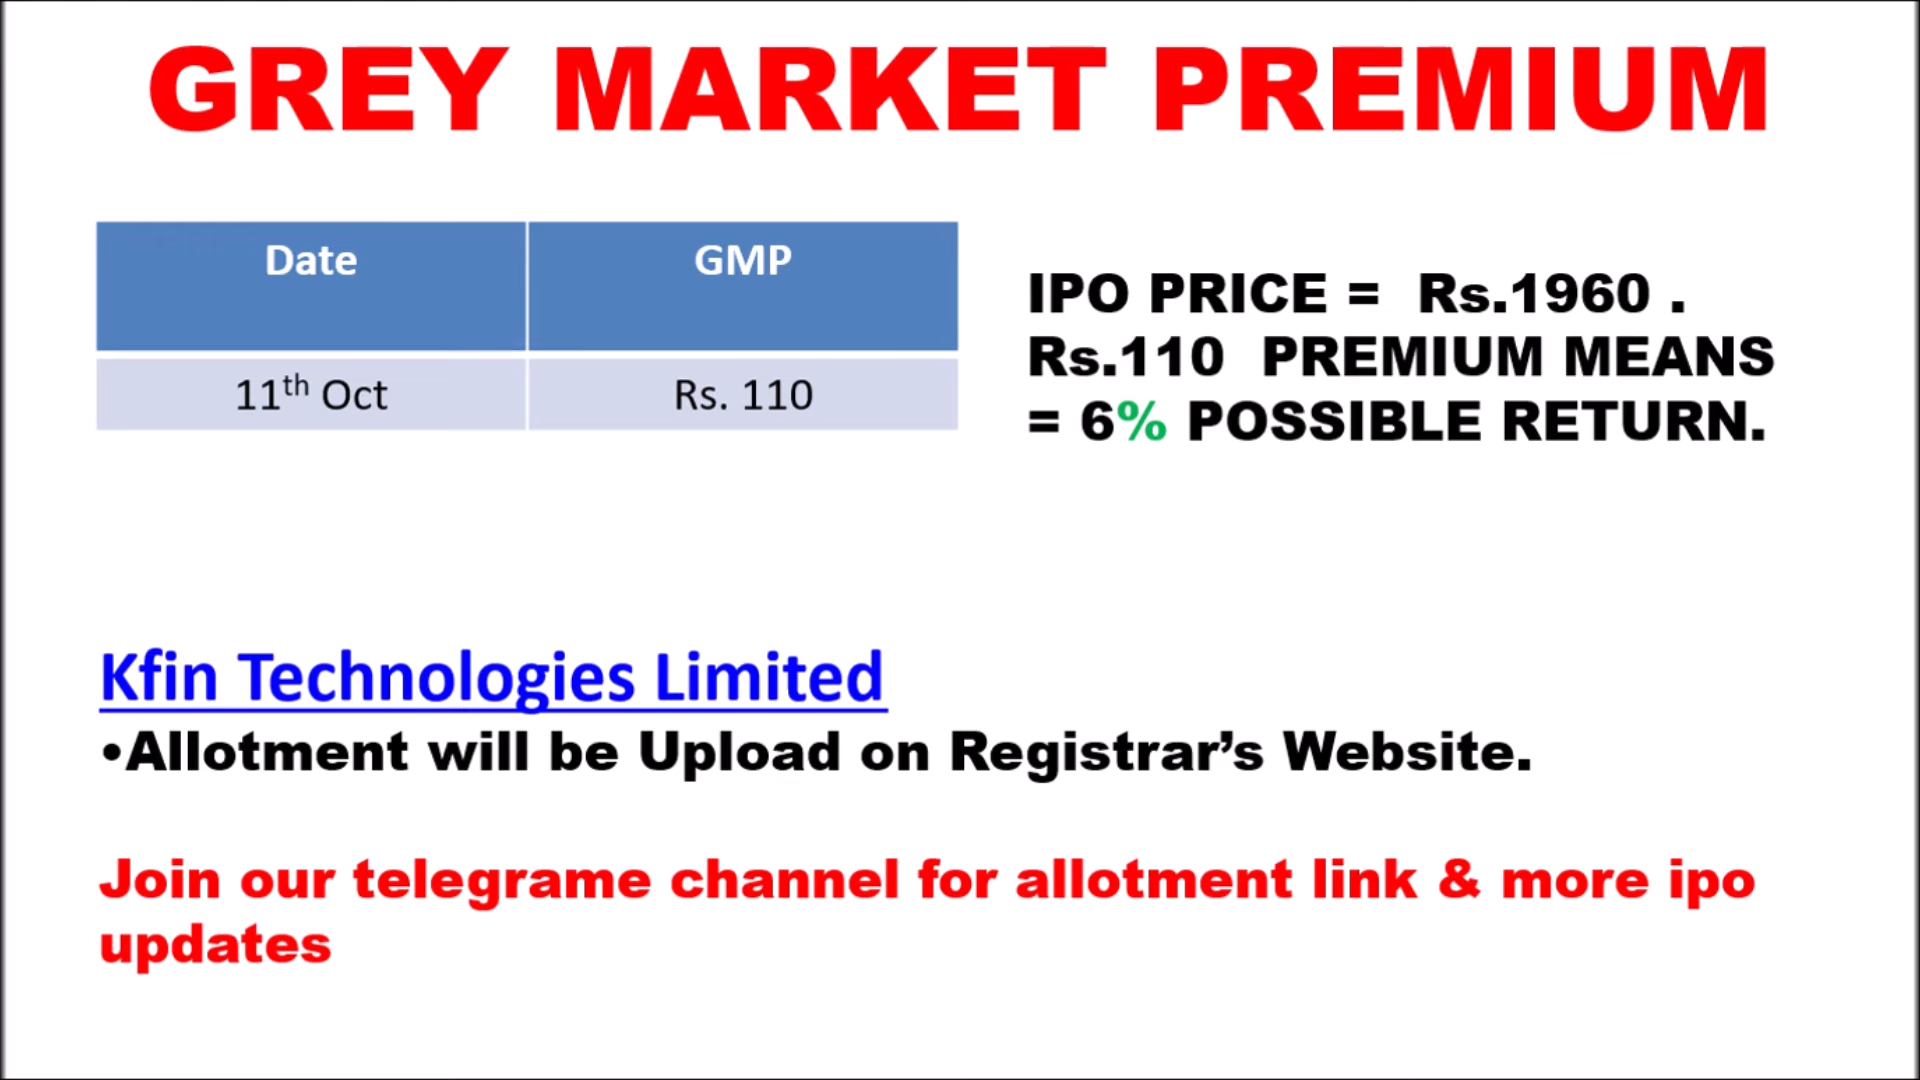 GREY MARKET PREMIUM
Date GMP
11th Oct Rs. 110
IPO PRICE = Rs.1960 .
Rs.110 PREMIUM MEANS
= 6% POSSIBLE RETURN.
Kfin Technologies Limited
•Allotment will be Upload on Registrar’s Website.
Join our telegrame channel for allotment link & more ipo
updates